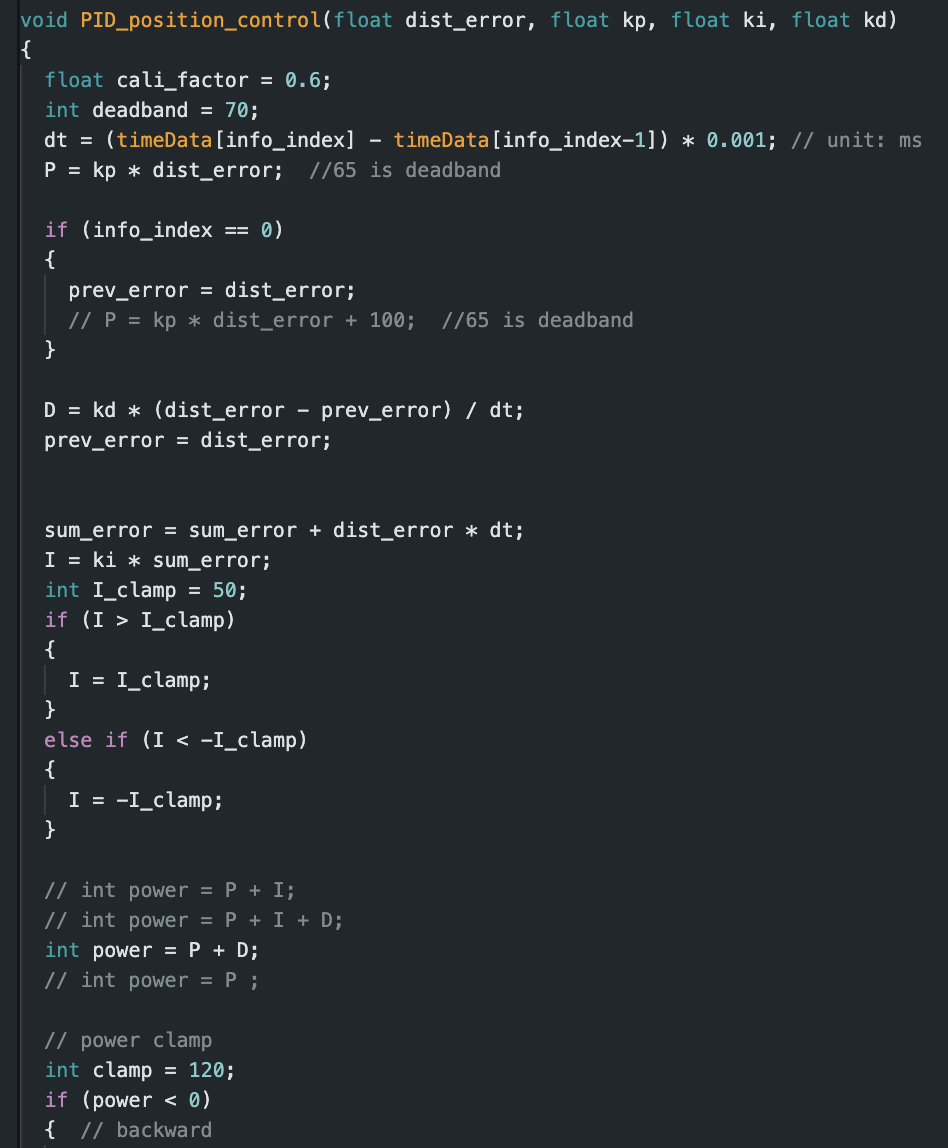 void PID_position_control(float dist_error, float kp, float ki, float kd)
{
  float cali_factor = 0.6;
  int deadband = 70;
  dt = (timeData[info_index] - timeData[info_index-1]) * 0.001; // unit: ms
  P = kp * dist_error;  //65 is deadband

  if (info_index == 0)
  {
    prev_error = dist_error;
    // P = kp * dist_error + 100;  //65 is deadband
  }

  D = kd * (dist_error - prev_error) / dt;
  prev_error = dist_error;


  sum_error = sum_error + dist_error * dt;
  I = ki * sum_error;
  int I_clamp = 50;
  if (I > I_clamp)
  {
    I = I_clamp;
  }
  else if (I < -I_clamp)
  {
    I = -I_clamp;
  }

  // int power = P + I;
  // int power = P + I + D;
  int power = P + D;
  // int power = P ;

  // power clamp
  int clamp = 120;
  if (power < 0)
  {  // backward